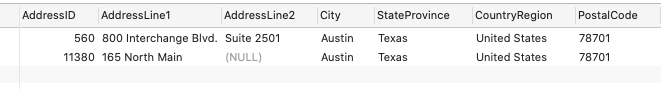 AddressID AddressLine1 AddressLine2 City StateProvince CountryRegion PostalCode
560 800 Interchange Blvd. Suite 2501 Austin Texas United States 78701
11380 165 North Main (NULL) Austin Texas United States 78701